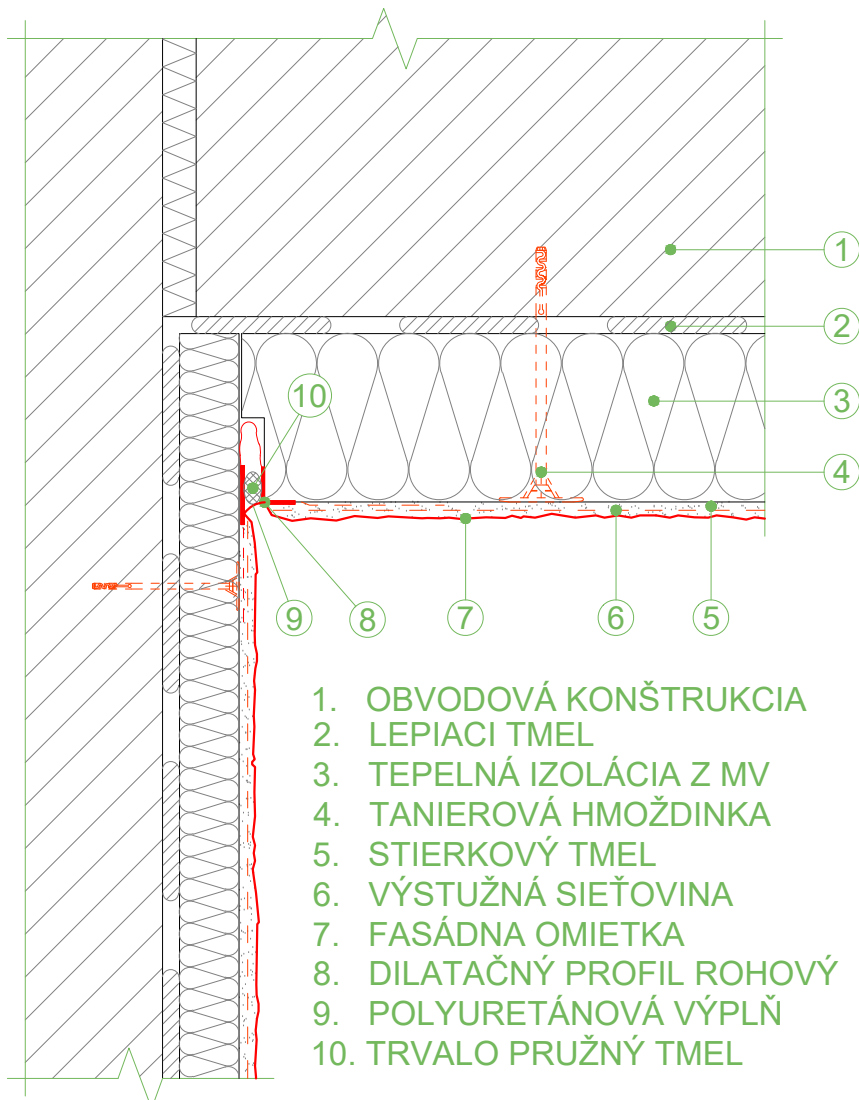 1
2
3
10
4
9
8
7
6
5
1. OBVODOVÁ KONŠTRUKCIA
2. LEPIACI TMEL
3. TEPELNÁ IZOLÁCIA Z MV
4. TANIEROVÁ HMOŽDINKA
5. STIERKOVÝ TMEL
6. VÝSTUŽNÁ SIEŤOVINA
7. FASÁDNA OMIETKA
8. DILATAČNÝ PROFIL ROHOVÝ
9. POLYURETÁNOVÁ VÝPLŇ
10. TRVALO PRUŽNÝ TMEL